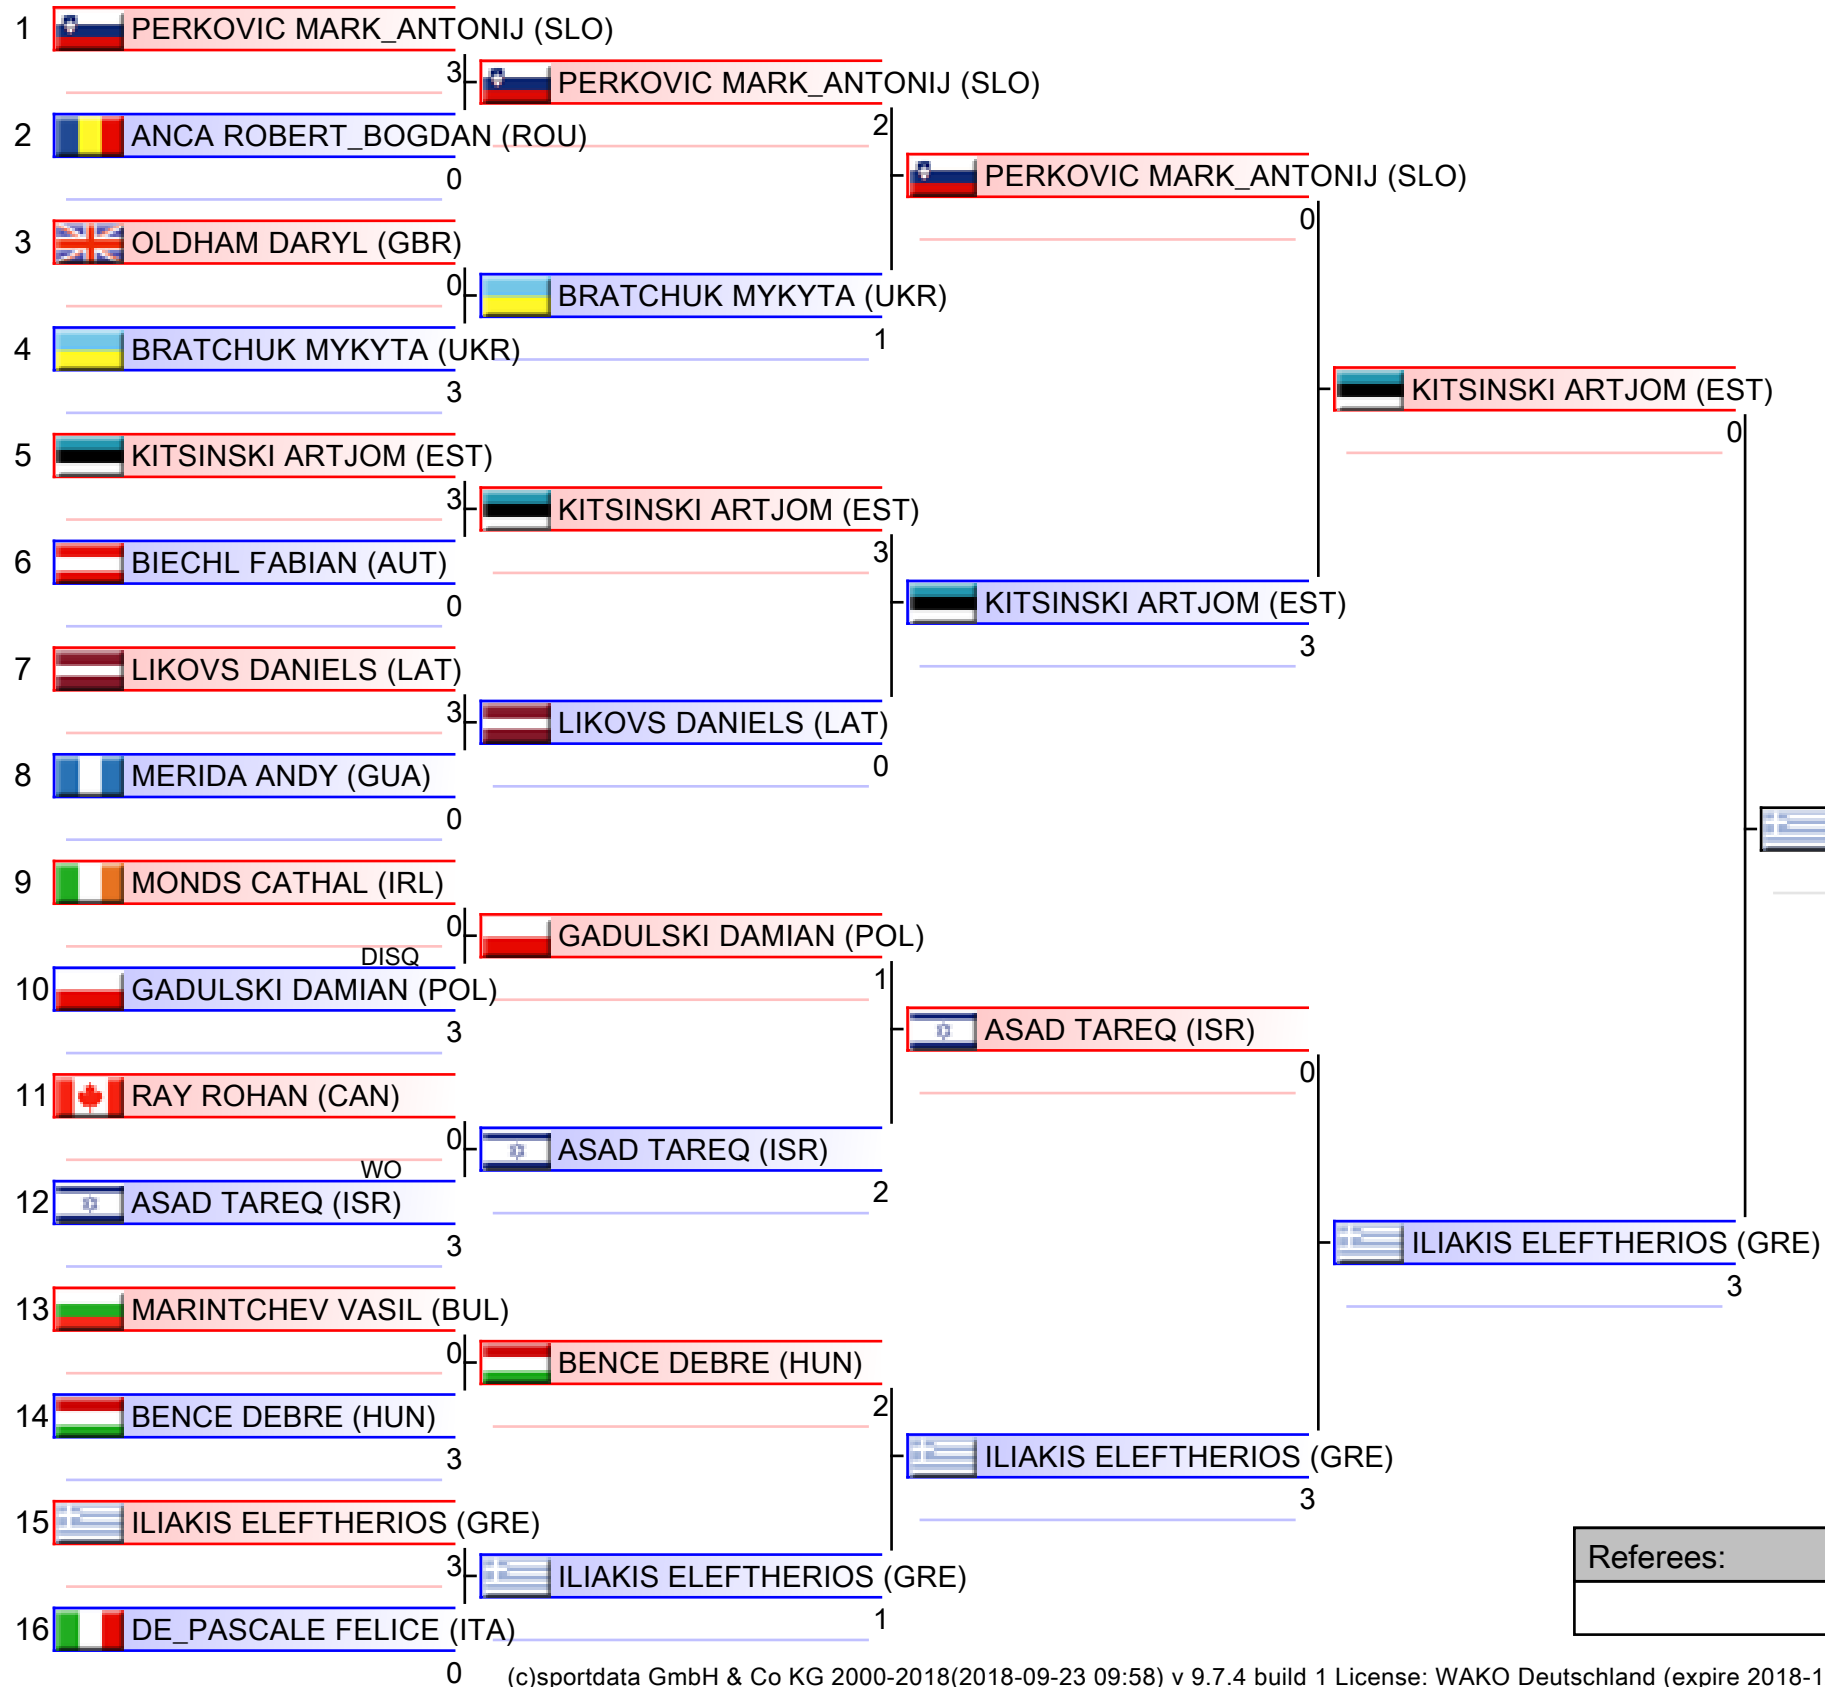 1 PERKOVIC MARK_ANTONIJ (SLO)
3 PERKOVIC MARK_ANTONIJ (SLO)
2 ANCA ROBERT_BOGDAN (ROU)
2
PERKOVIC MARK_ANTONIJ (SLO)
0
0
3 OLDHAM DARYL (GBR)
0 BRATCHUK MYKYTA (UKR)
1
4 BRATCHUK MYKYTA (UKR)
3
KITSINSKI ARTJOM (EST)
0
5 KITSINSKI ARTJOM (EST)
3 KITSINSKI ARTJOM (EST)
3
6 BIECHL FABIAN (AUT)
0
KITSINSKI ARTJOM (EST)
3
7 LIKOVS DANIELS (LAT)
3 LIKOVS DANIELS (LAT)
0
8 MERIDA ANDY (GUA)
0
9 MONDS CATHAL (IRL)
0 GADULSKI DAMIAN (POL)
DISQ
1
10 GADULSKI DAMIAN (POL)
3
ASAD TAREQ (ISR)
0
11 RAY ROHAN (CAN)
0 ASAD TAREQ (ISR)
WO
2
12 ASAD TAREQ (ISR)
3
ILIAKIS ELEFTHERIOS (GRE)
3
13 MARINTCHEV VASIL (BUL)
0 BENCE DEBRE (HUN)
2
14 BENCE DEBRE (HUN)
3
ILIAKIS ELEFTHERIOS (GRE)
3
15 ILIAKIS ELEFTHERIOS (GRE)
3 ILIAKIS ELEFTHERIOS (GRE)
1
16 DE_PASCALE FELICE (ITA)
0
Referees:
(c)sportdata GmbH & Co KG 2000-2018(2018-09-23 09:58) v 9.7.4 build 1 License: WAKO Deutschland (expire 2018-1